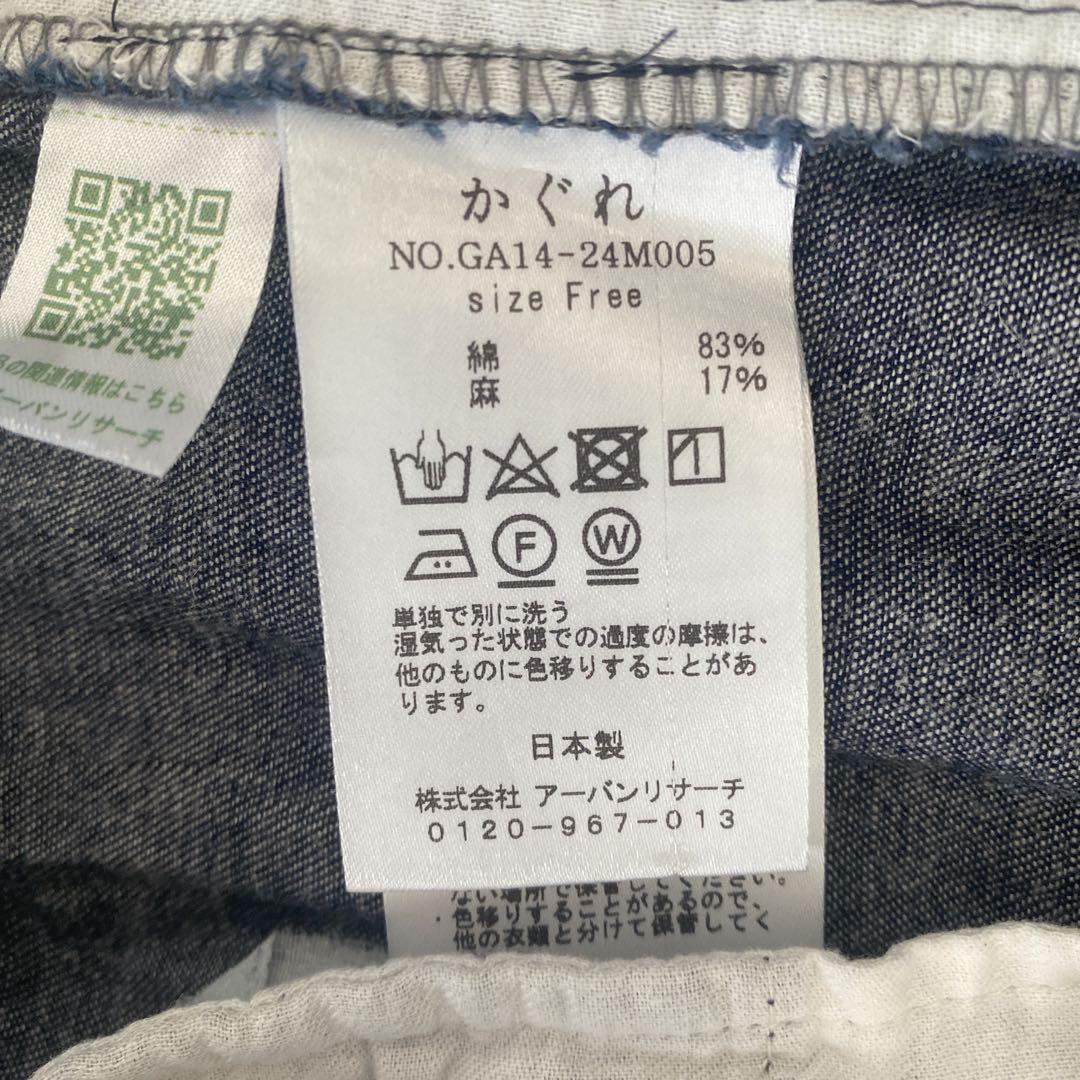 かぐれ
NO.GA14-24M005
size Free
綿 83%
麻 17%
F W
単独で別に洗う
湿気った状態での過度の摩擦は、
他のものに色移りすることがあ
ります。
日本製
株式会社 アーバンリサーチ
0120-967-013
の関連情報はこちら
アーバンリサーチ
色移りすることがあるので、
他の衣類と分けて保管してく